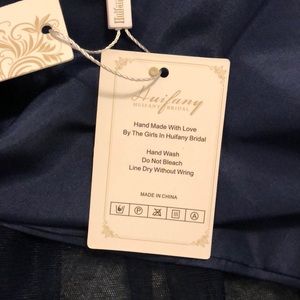 Huifany
HUIFANY BRIDAL
Hand Made With Love
By The Girls In Huifany Bridal
Hand Wash
Do Not Bleach
Line Dry Without Wring
MADE IN CHINA
P
A